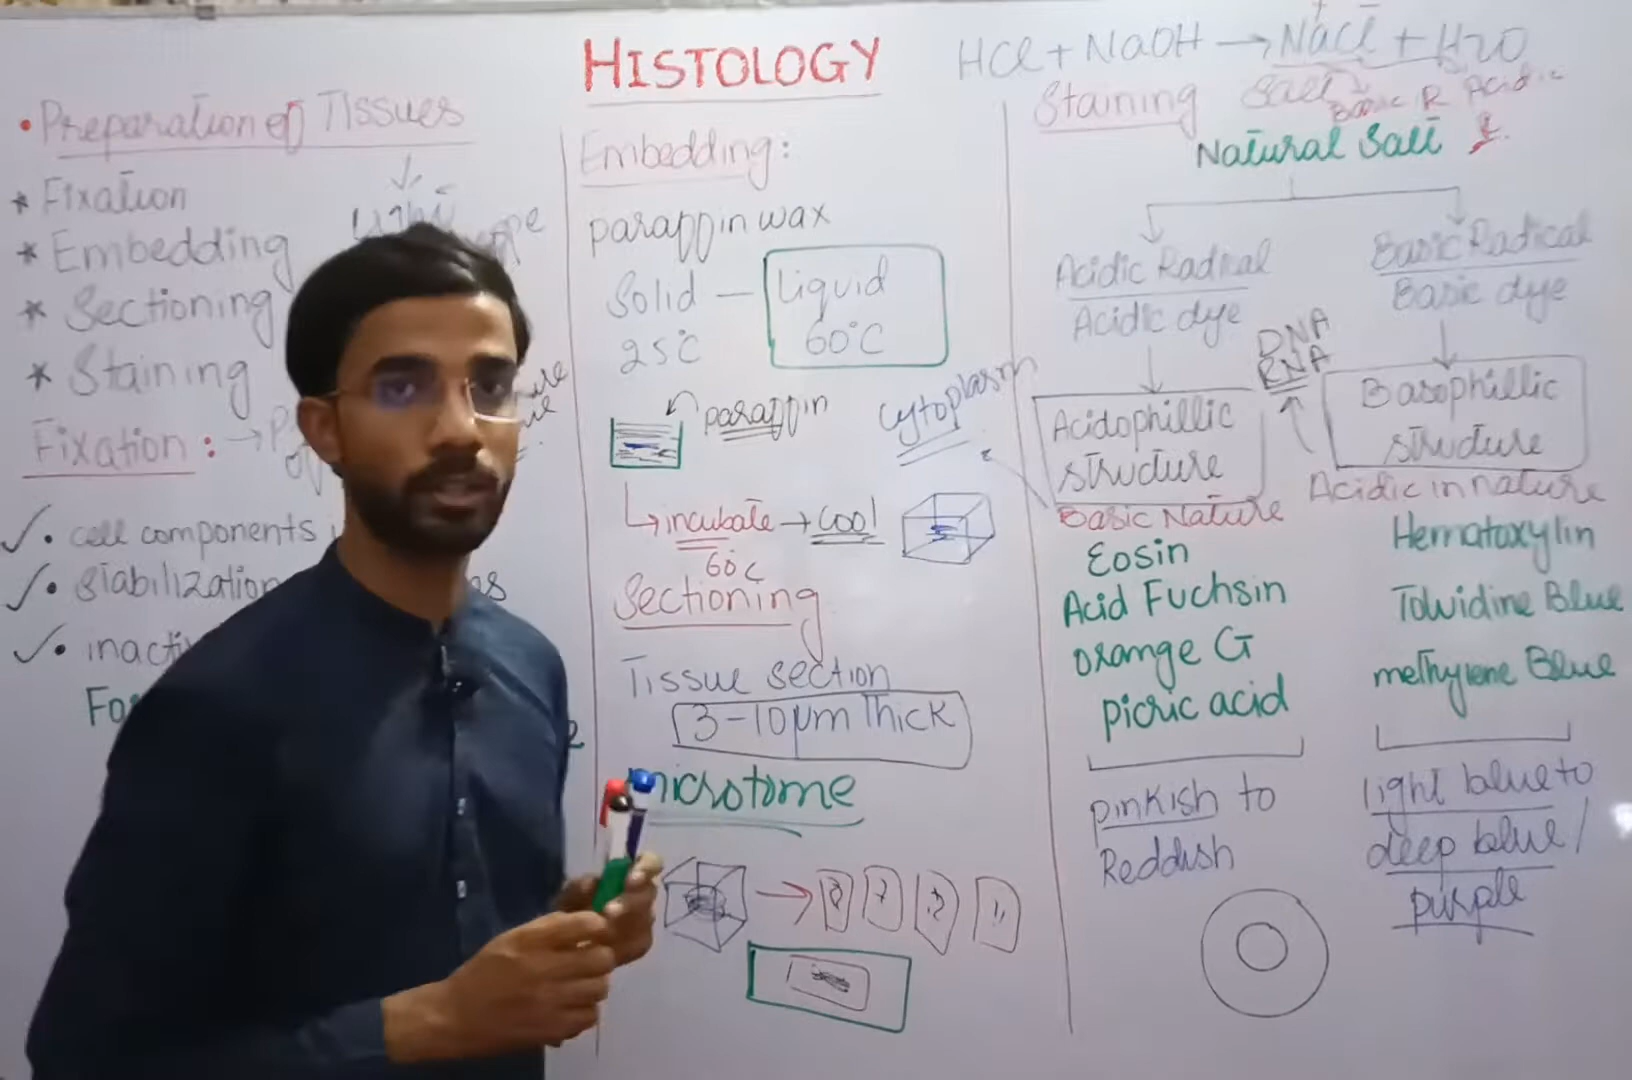 HISTOLOGY
• Preparation of Tissues
* Fixation
* Embedding
* Sectioning
* Staining
Fixation : →
✓ • cell components
✓ • stabilization
✓ • inacti
Embedding:
paraffin wax
Solid — Liquid
25°C 60°C
paraffin
incubate → cool
60°C
Sectioning
Tissue section
3-10µm Thick
microtome
HCl + NaOH → NaCl + H2O
Staining Salt
Basic R Acidic
Natural Salt
Acidic Radical
Acidic dye
Basic Radical
Basic dye
DNA
RNA
cytoplasm
Acidophillic
structure
Basic Nature
Eosin
Acid Fuchsin
orange G
picric acid
pinkish to
Reddish
Basophillic
structure
Acidic in nature
Hematoxylin
Toluidine Blue
methylene Blue
light blue to
deep blue/
purple